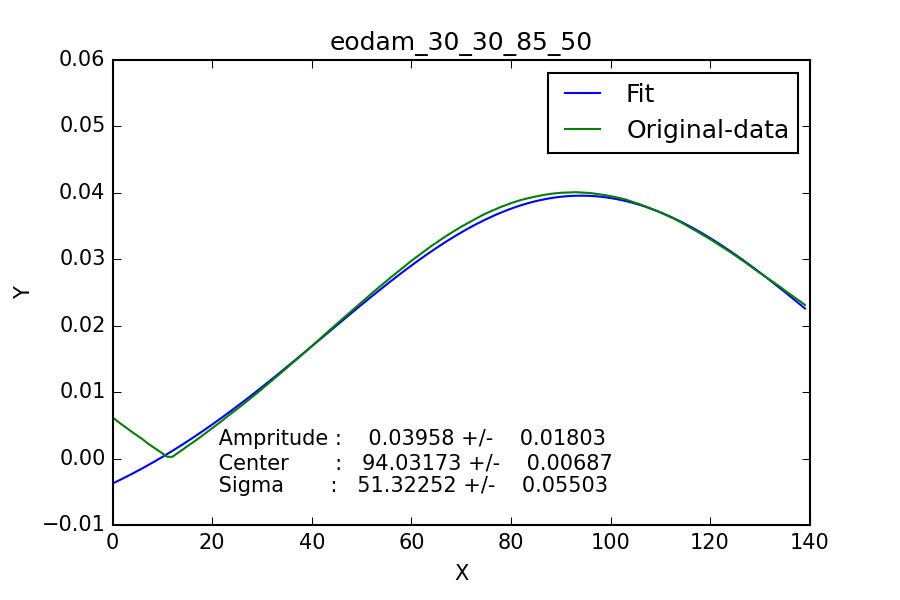 eodam_30_30_85_50
Fit
Original-data
0.06
0.05
0.04
0.03
0.02
0.01
0.00
−0.01
Y
Ampritude : 0.03958 +/- 0.01803
Center : 94.03173 +/- 0.00687
Sigma : 51.32252 +/- 0.05503
0 20 40 60 80 100 120 140
X